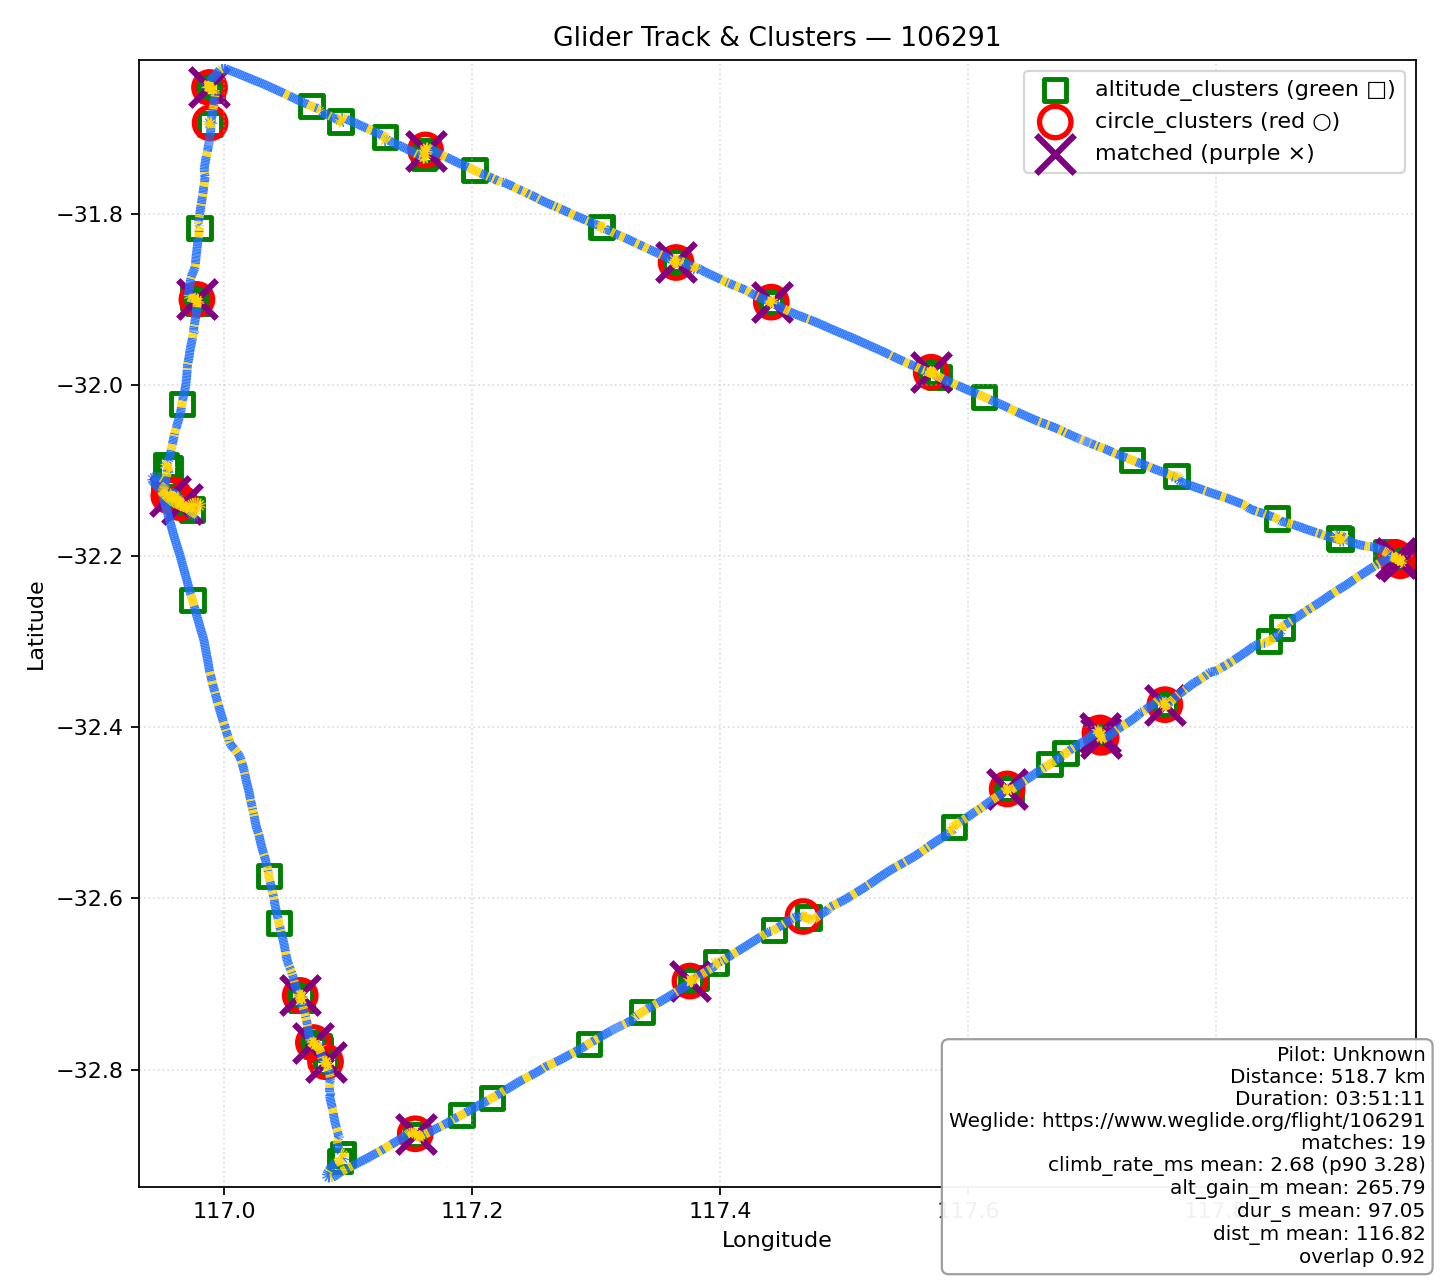 Glider Track & Clusters — 106291
altitude_clusters (green □)
circle_clusters (red ○)
matched (purple ×)
−31.8
−32.0
−32.2
−32.4
−32.6
−32.8
Latitude
117.0
117.2
117.4
117.6
117.8
Longitude
Pilot: Unknown
Distance: 518.7 km
Duration: 03:51:11
Weglide: https://www.weglide.org/flight/106291
matches: 19
climb_rate_ms mean: 2.68 (p90 3.28)
alt_gain_m mean: 265.79
dur_s mean: 97.05
dist_m mean: 116.82
overlap 0.92